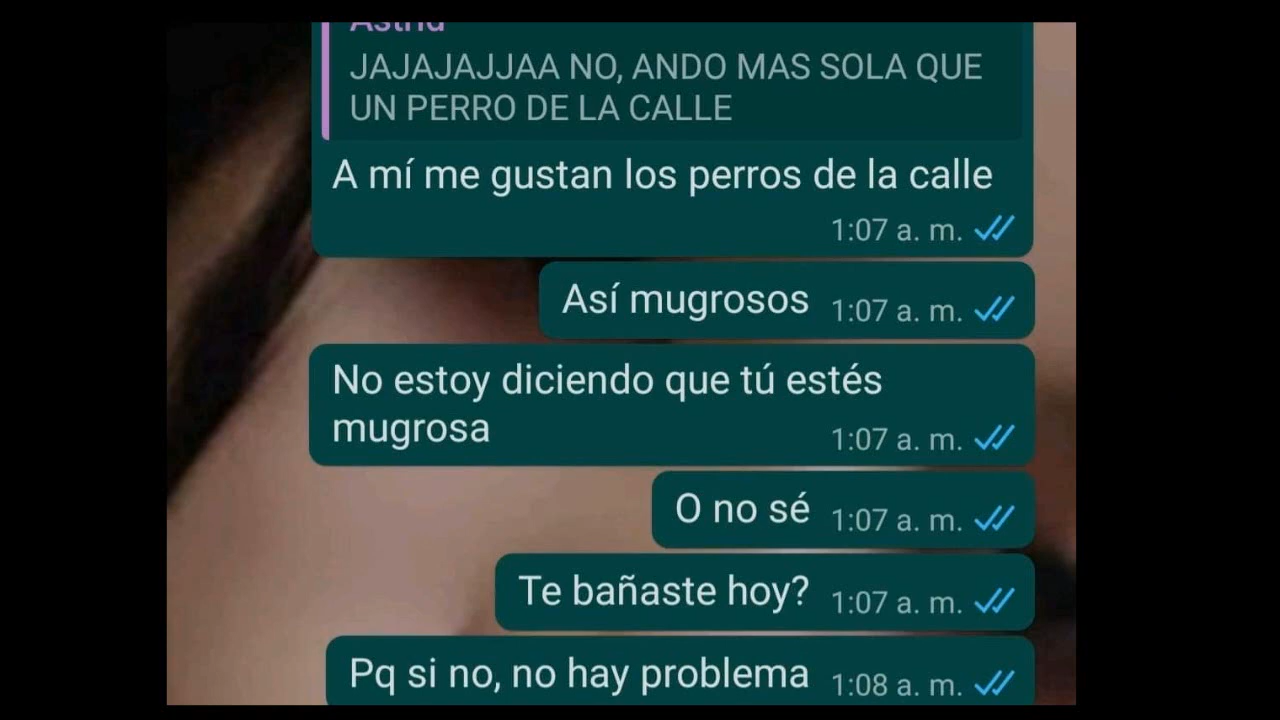 Astrid
JAJAJAJJAA NO, ANDO MAS SOLA QUE
UN PERRO DE LA CALLE
A mí me gustan los perros de la calle
1:07 a. m.
Así mugrosos 1:07 a. m.
No estoy diciendo que tú estés
mugrosa 1:07 a. m.
O no sé 1:07 a. m.
Te bañaste hoy? 1:07 a. m.
Pq si no, no hay problema 1:08 a. m.